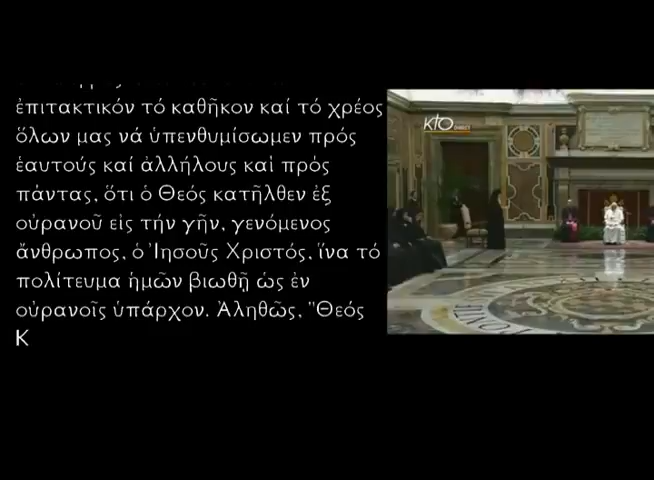 ἐπιτακτικόν τό καθῆκον καί τό χρέος
ὅλων μας νά ὑπενθυμίσωμεν πρός
ἑαυτούς καί ἀλλήλους καὶ πρός
πάντας, ὅτι ὁ Θεός κατῆλθεν ἐξ
οὐρανοῦ εἰς τήν γῆν, γενόμενος
ἄνθρωπος, ὁ Ἰησοῦς Χριστός, ἵνα τό
πολίτευμα ἡμῶν βιωθῇ ὡς ἐν
οὐρανοῖς ὑπάρχον. Ἀληθῶς, "Θεός
Κ
KTO DIRECT